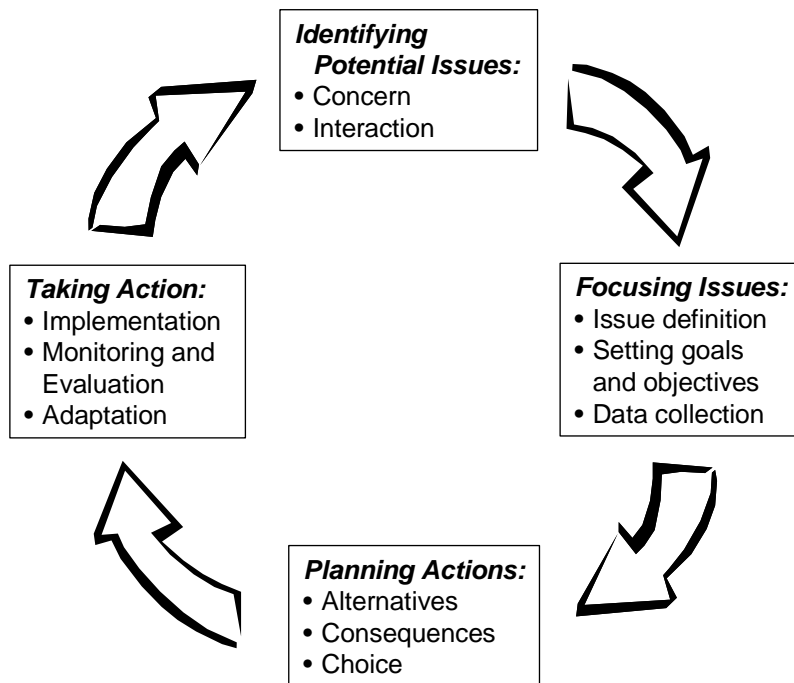 Identifying
Potential Issues:
• Concern
• Interaction
Focusing Issues:
• Issue definition
• Setting goals
and objectives
• Data collection
Planning Actions:
• Alternatives
• Consequences
• Choice
Taking Action:
• Implementation
• Monitoring and
Evaluation
• Adaptation